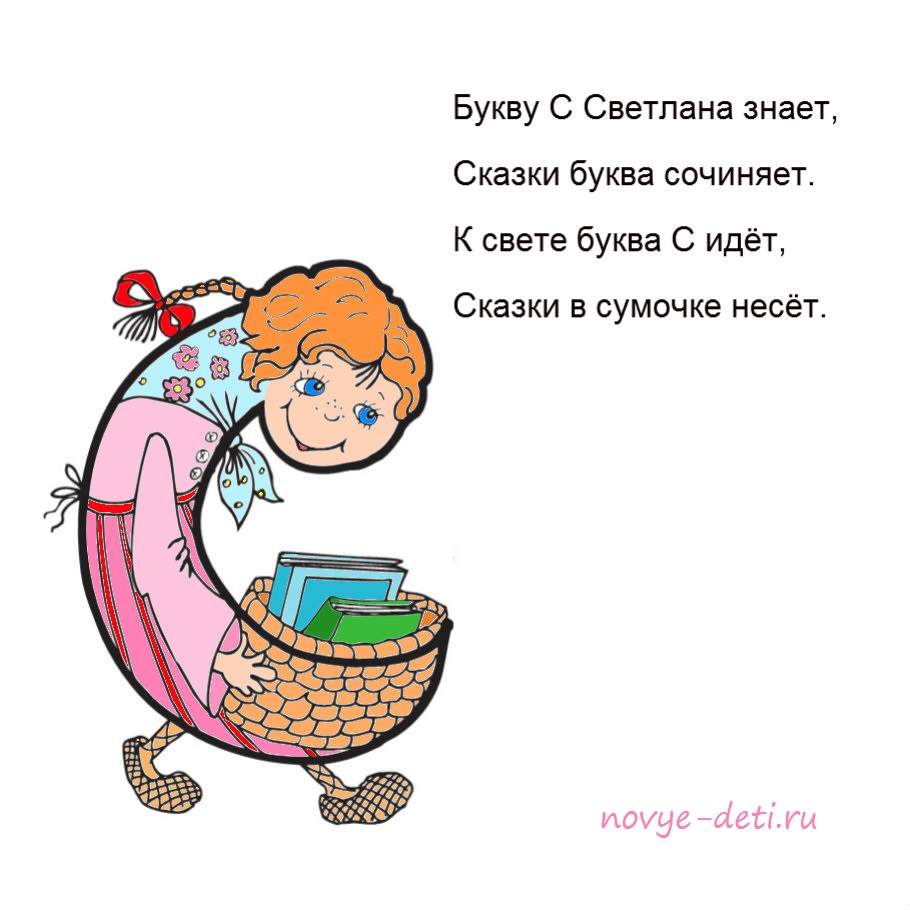 Букву С Светлана знает,
Сказки буква сочиняет.
К свете буква С идёт,
Сказки в сумочке несёт.
novye-deti.ru